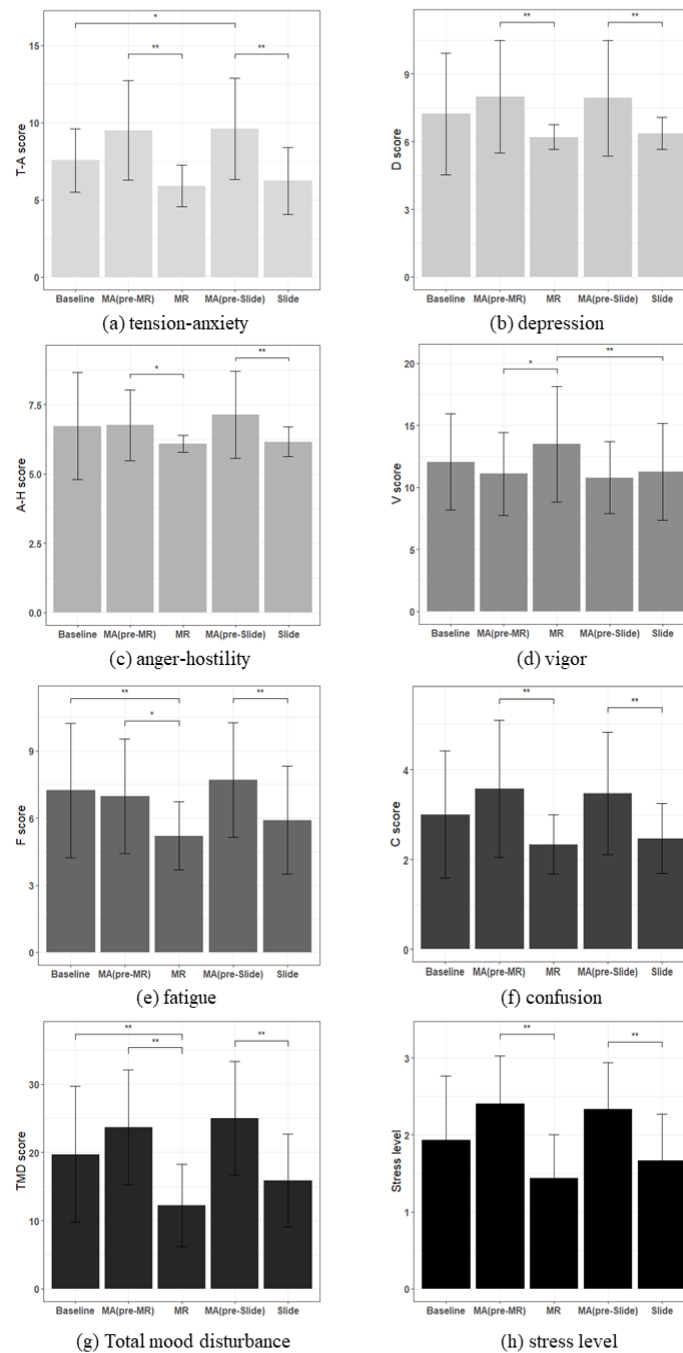 *
** **
15
10
5
0
T-A score
Baseline MA(pre-MR) MR MA(pre-Slide) Slide
(a) tension-anxiety
** **
9
6
3
0
D score
Baseline MA(pre-MR) MR MA(pre-Slide) Slide
(b) depression
* **
7.5
5.0
2.5
0.0
A-H score
Baseline MA(pre-MR) MR MA(pre-Slide) Slide
(c) anger-hostility
**
*
20
15
10
5
0
V score
Baseline MA(pre-MR) MR MA(pre-Slide) Slide
(d) vigor
** **
*
9
6
3
0
F score
Baseline MA(pre-MR) MR MA(pre-Slide) Slide
(e) fatigue
** **
4
2
0
C score
Baseline MA(pre-MR) MR MA(pre-Slide) Slide
(f) confusion
** **
**
30
20
10
0
TMD score
Baseline MA(pre-MR) MR MA(pre-Slide) Slide
(g) Total mood disturbance
** **
3
2
1
0
Stress level
Baseline MA(pre-MR) MR MA(pre-Slide) Slide
(h) stress level